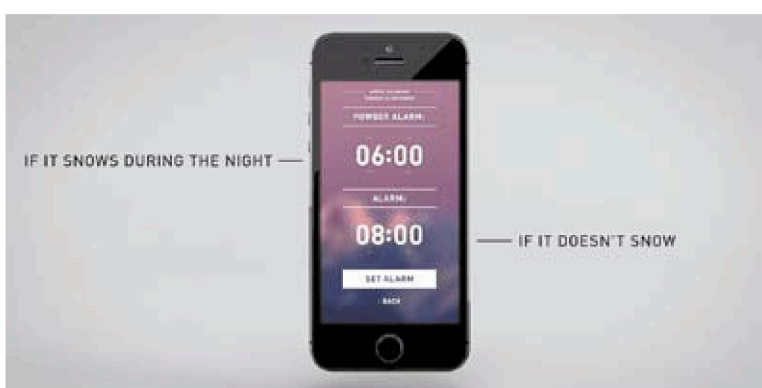 POWDER ALARM:
IF IT SNOWS DURING THE NIGHT
06:00
ALARM:
08:00
IF IT DOESN'T SNOW
SET ALARM
BACK